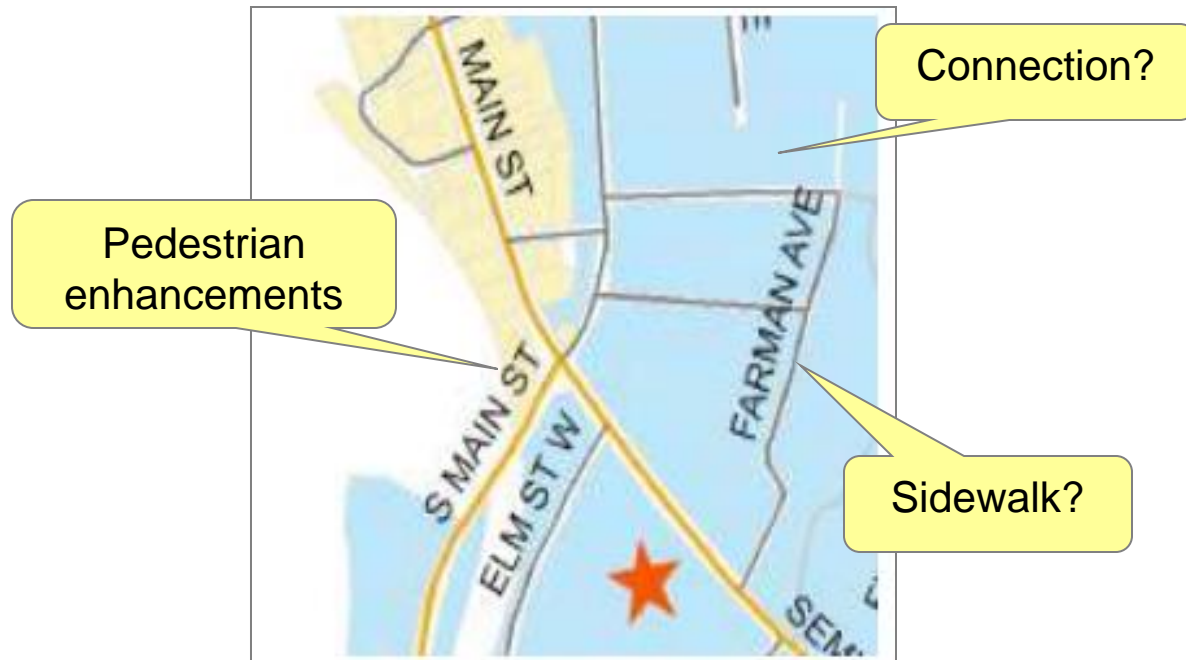 Connection?
MAIN ST
Pedestrian
enhancements
FARMAN AVE
S MAIN ST
ELM ST W
Sidewalk?